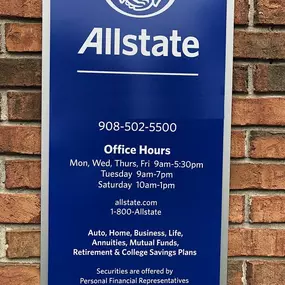 Allstate
908-502-5500
Office Hours
Mon, Wed, Thurs, Fri 9am-5:30pm
Tuesday 9am-7pm
Saturday 10am-1pm
allstate.com
1-800-Allstate
Auto, Home, Business, Life,
Annuities, Mutual Funds,
Retirement & College Savings Plans
Securities are offered by
Personal Financial Representatives